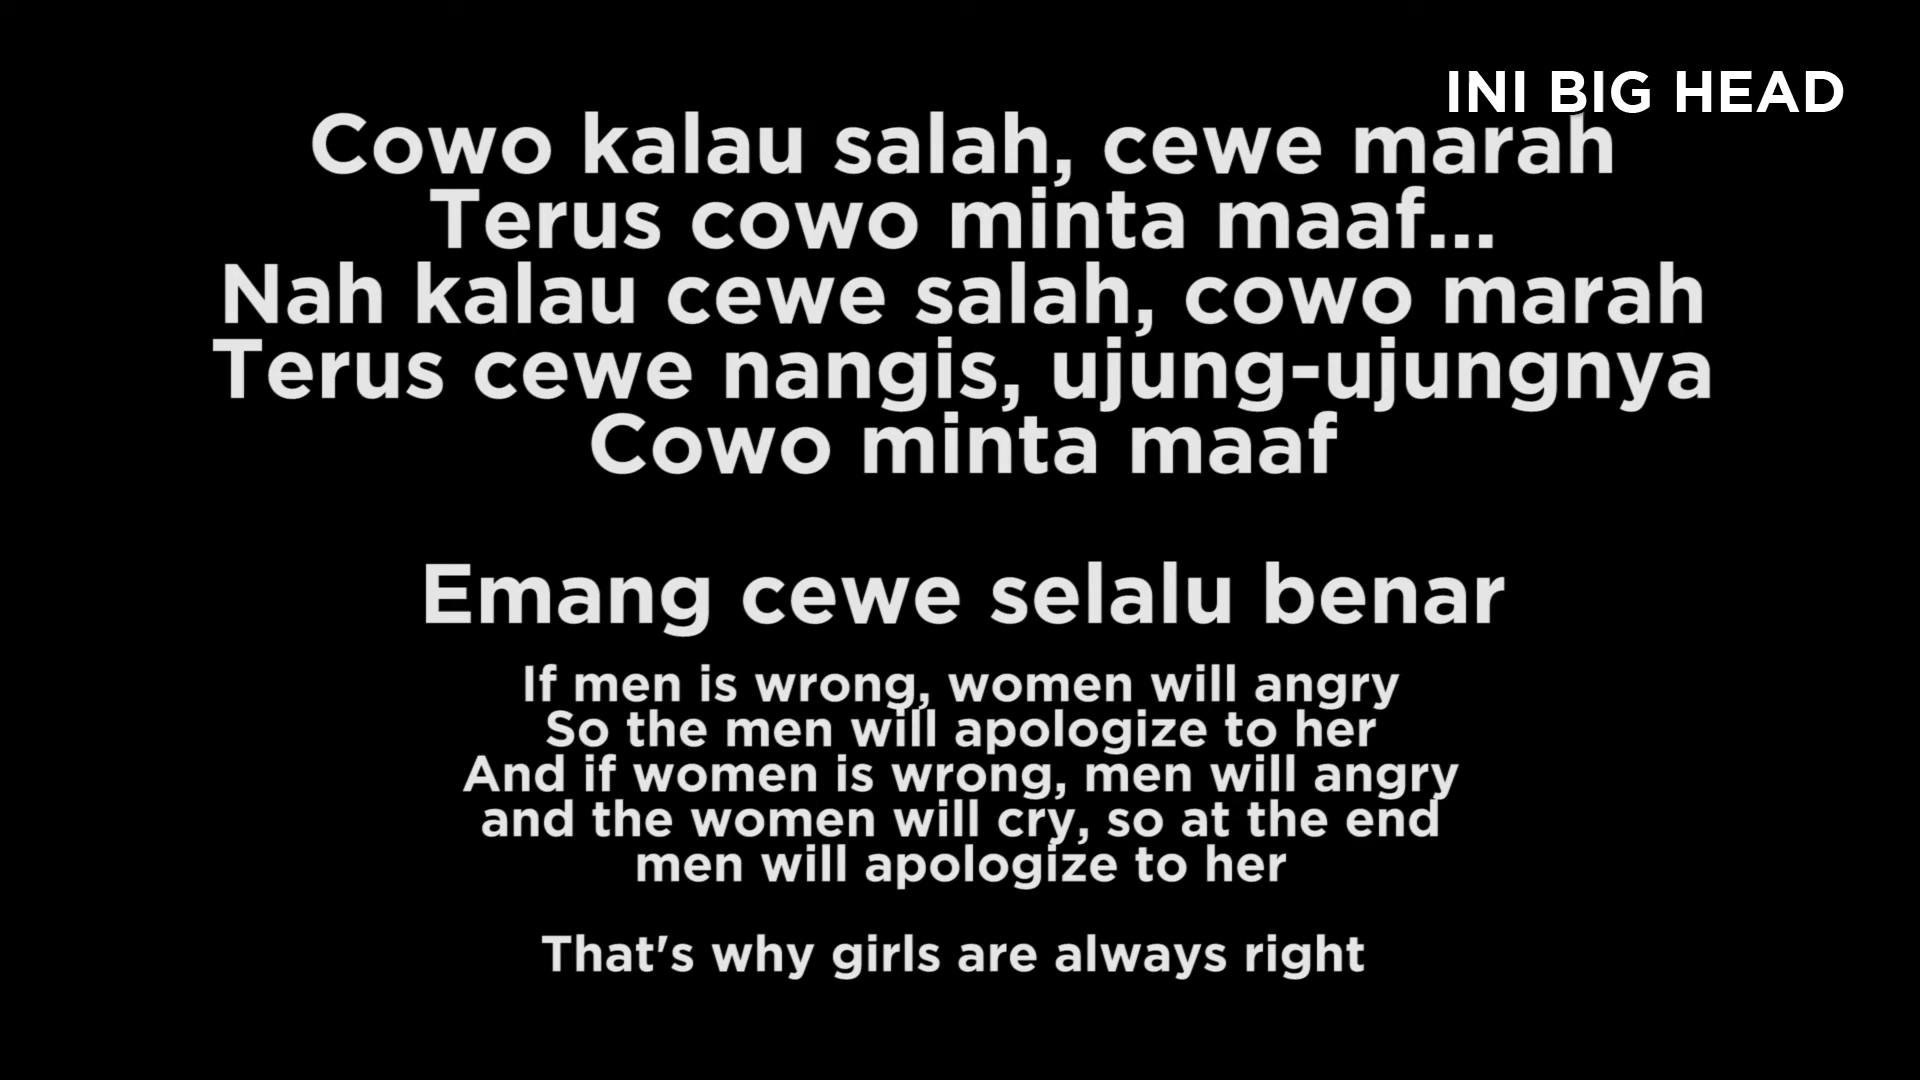 INI BIG HEAD
Cowo kalau salah, cewe marah
Terus cowo minta maaf...
Nah kalau cewe salah, cowo marah
Terus cewe nangis, ujung-ujungnya
Cowo minta maaf
Emang cewe selalu benar
If men is wrong, women will angry
So the men will apologize to her
And if women is wrong, men will angry
and the women will cry, so at the end
men will apologize to her
That's why girls are always right